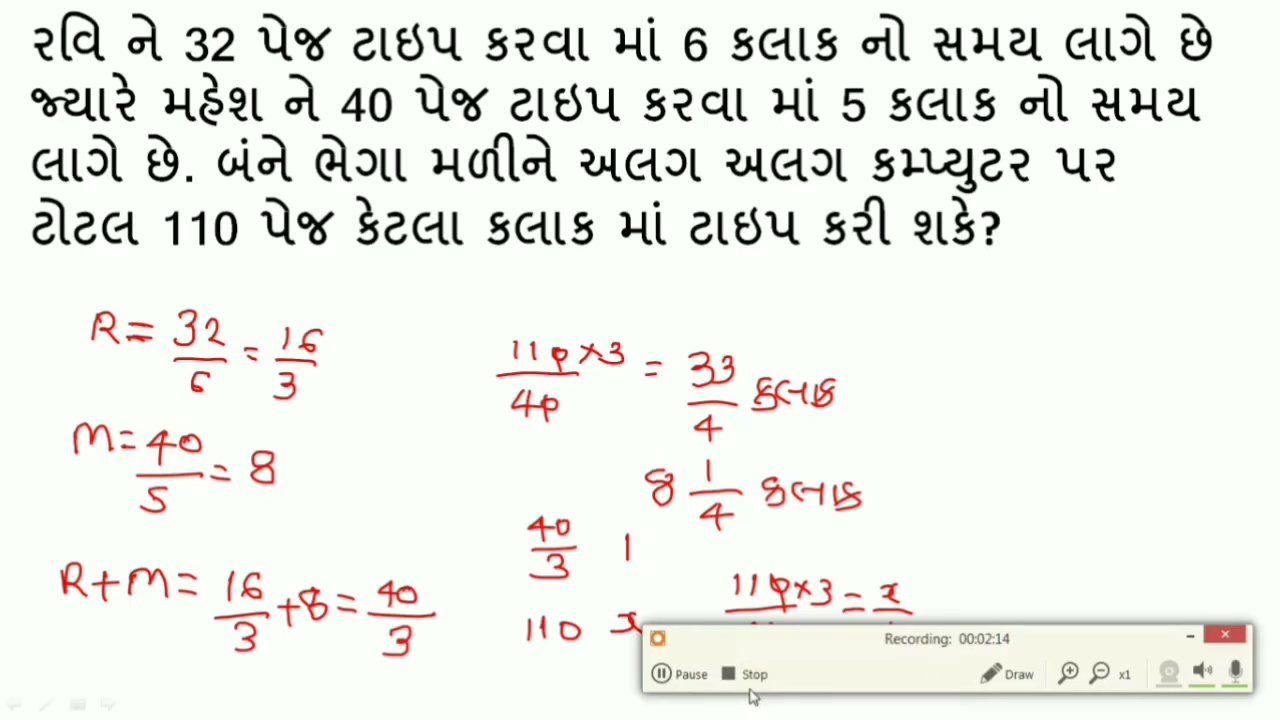 રવિ ને 32 પેજ ટાઇપ કરવા માં 6 કલાક નો સમય લાગે છે
જ્યારે મહેશ ને 40 પેજ ટાઇપ કરવા માં 5 કલાક નો સમય
લાગે છે. બંને ભેગા મળીને અલગ અલગ કમ્પ્યુટર પર
ટોટલ 110 પેજ કેટલા કલાક માં ટાઇપ કરી શકે?
R = 32/6 = 16/3
M = 40/5 = 8
R+M = 16/3 + 8 = 40/3
110×3/40 = 33/4 કલાક
8 1/4 કલાક
40/3 1
110 x
110×3 = x
Recording: 00:02:14
Pause Stop Draw x1